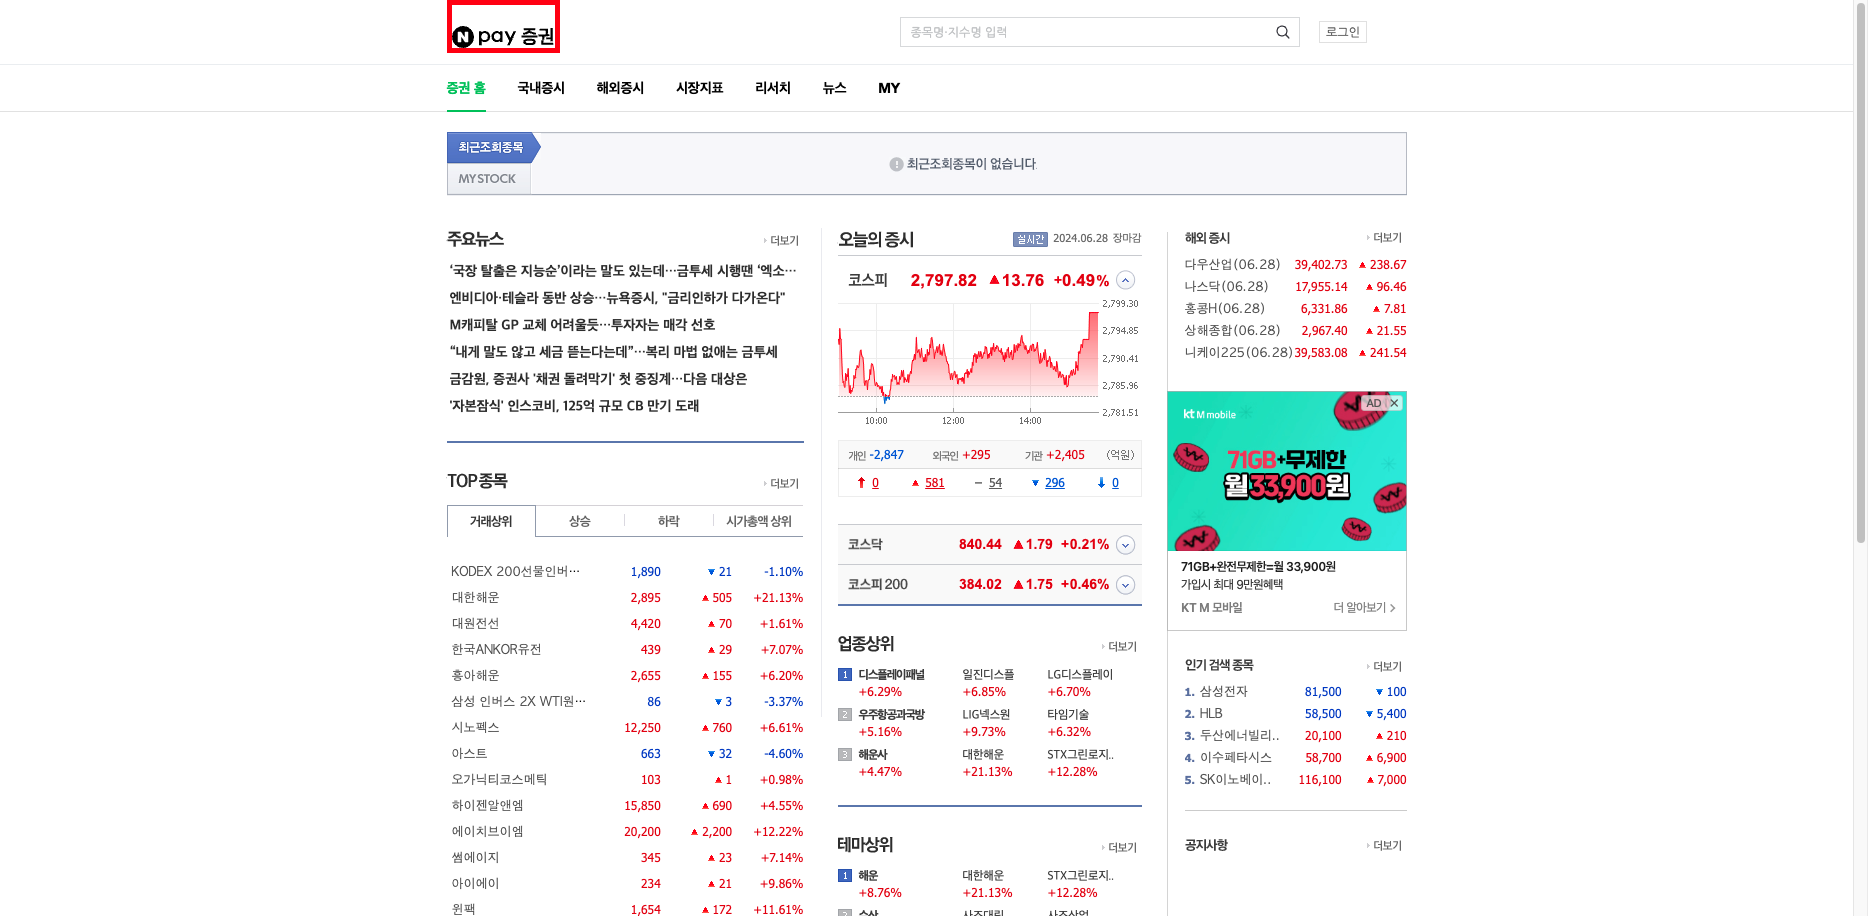 N pay 증권
종목명·지수명 입력
로그인
증권 홈 국내증시 해외증시 시장지표 리서치 뉴스 MY
최근조회종목
MYSTOCK
최근조회종목이 없습니다.
주요뉴스 더보기
‘국장 탈출은 지능순’이라는 말도 있는데…금투세 시행땐 ‘엑소…
엔비디아·테슬라 동반 상승…뉴욕증시, "금리인하가 다가온다"
M캐피탈 GP 교체 어려울듯…투자자는 매각 선호
“내게 말도 않고 세금 뜯는다는데”…복리 마법 없애는 금투세
금감원, 증권사 '채권 돌려막기' 첫 중징계…다음 대상은
'자본잠식' 인스코비, 125억 규모 CB 만기 도래
TOP종목 더보기
거래상위 상승 하락 시가총액 상위
KODEX 200선물인버… 1,890 ▼ 21 -1.10%
대한해운 2,895 ▲ 505 +21.13%
대원전선 4,420 ▲ 70 +1.61%
한국ANKOR유전 439 ▲ 29 +7.07%
흥아해운 2,655 ▲ 155 +6.20%
삼성 인버스 2X WTI원… 86 ▼ 3 -3.37%
시노펙스 12,250 ▲ 760 +6.61%
아스트 663 ▼ 32 -4.60%
오가닉티코스메틱 103 ▲ 1 +0.98%
하이젠알앤엠 15,850 ▲ 690 +4.55%
에이치브이엠 20,200 ▲ 2,200 +12.22%
썸에이지 345 ▲ 23 +7.14%
아이에이 234 ▲ 21 +9.86%
윈팩 1,654 ▲ 172 +11.61%
오늘의 증시 실시간 2024.06.28 장마감
코스피 2,797.82 ▲ 13.76 +0.49%
2,799.30
2,794.85
2,790.41
2,785.96
2,781.51
10:00 12:00 14:00
개인 -2,847 외국인 +295 기관 +2,405 (억원)
↑ 0 ▲ 581 － 54 ▼ 296 ↓ 0
코스닥 840.44 ▲ 1.79 +0.21%
코스피 200 384.02 ▲ 1.75 +0.46%
업종상위 더보기
1 디스플레이패널 일진디스플 LG디스플레이
+6.29% +6.85% +6.70%
2 우주항공과국방 LIG넥스원 타임기술
+5.16% +9.73% +6.32%
3 해운사 대한해운 STX그린로지..
+4.47% +21.13% +12.28%
테마상위 더보기
1 해운 대한해운 STX그린로지..
+8.76% +21.13% +12.28%
해외 증시 더보기
다우산업(06.28) 39,402.73 ▲ 238.67
나스닥(06.28) 17,955.14 ▲ 96.46
홍콩H(06.28) 6,331.86 ▲ 7.81
상해종합(06.28) 2,967.40 ▲ 21.55
니케이225(06.28) 39,583.08 ▲ 241.54
kt M mobile
AD ✕
71GB+무제한
월33,900원
71GB+완전무제한=월 33,900원
가입시 최대 9만원혜택
KT M 모바일 더 알아보기 >
인기 검색 종목 더보기
1. 삼성전자 81,500 ▼ 100
2. HLB 58,500 ▼ 5,400
3. 두산에너빌리.. 20,100 ▲ 210
4. 이수페타시스 58,700 ▲ 6,900
5. SK이노베이.. 116,100 ▲ 7,000
공지사항 더보기